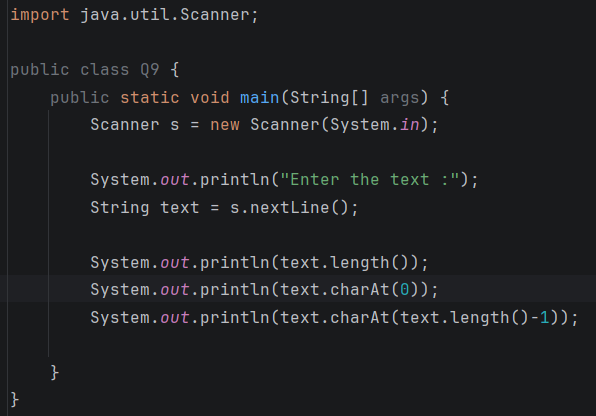 import java.util.Scanner;
public class Q9 {
public static void main(String[] args) {
Scanner s = new Scanner(System.in);
System.out.println("Enter the text :");
String text = s.nextLine();
System.out.println(text.length());
System.out.println(text.charAt(0));
System.out.println(text.charAt(text.length()-1));
}
}